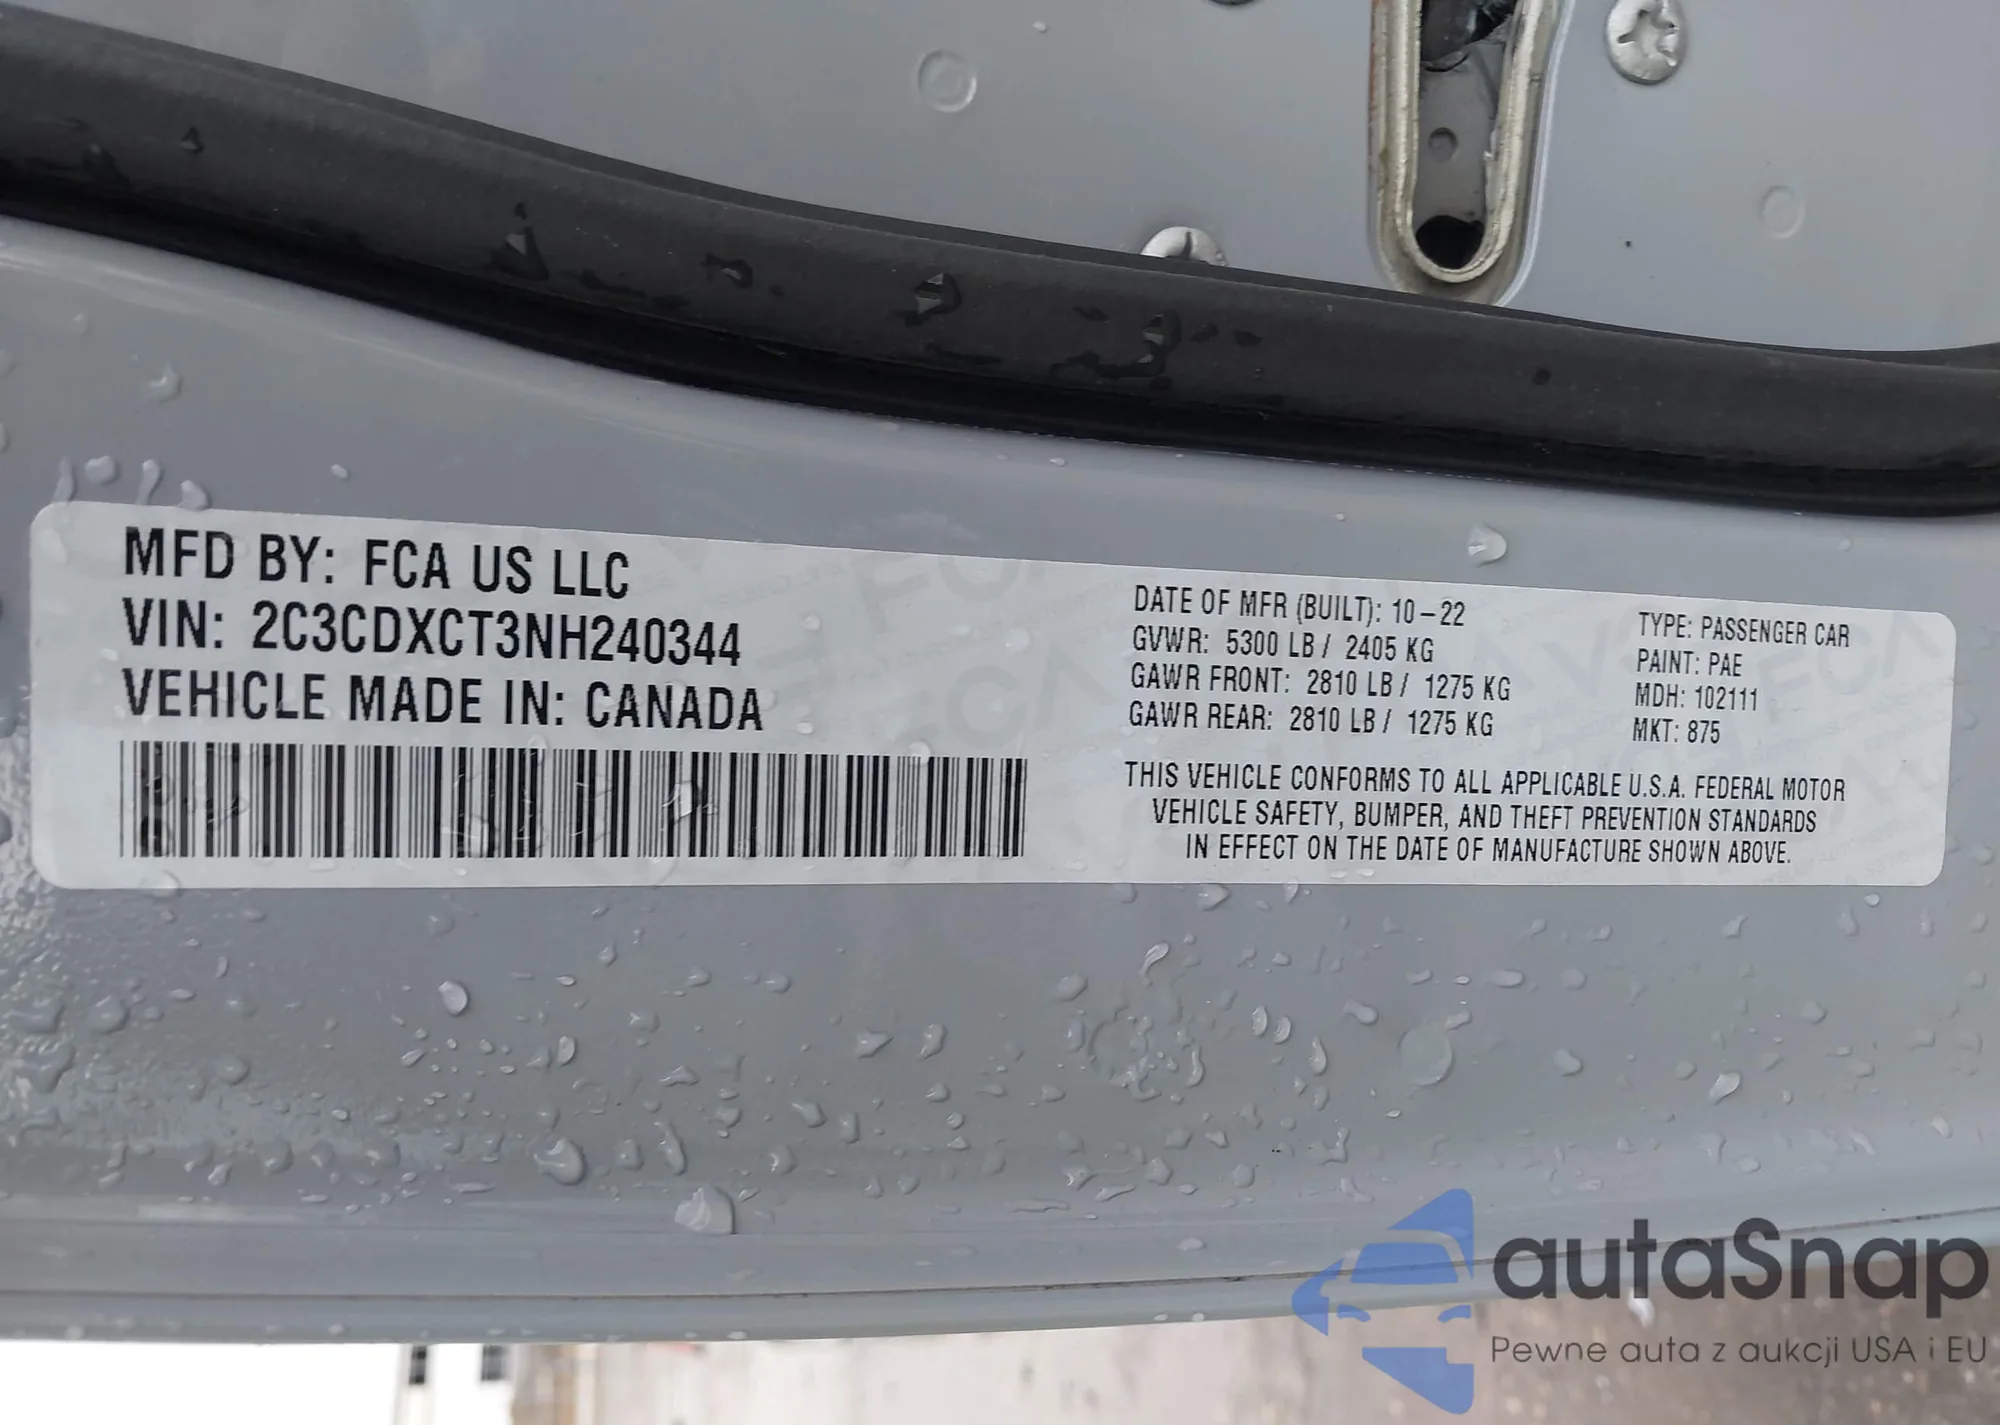 MFD BY: FCA US LLC
VIN: 2C3CDXCT3NH240344
VEHICLE MADE IN: CANADA
DATE OF MFR (BUILT): 10-22
GVWR: 5300 LB / 2405 KG
GAWR FRONT: 2810 LB / 1275 KG
GAWR REAR: 2810 LB / 1275 KG
TYPE: PASSENGER CAR
PAINT: PAE
MDH: 102111
MKT: 875
THIS VEHICLE CONFORMS TO ALL APPLICABLE U.S.A. FEDERAL MOTOR
VEHICLE SAFETY, BUMPER, AND THEFT PREVENTION STANDARDS
IN EFFECT ON THE DATE OF MANUFACTURE SHOWN ABOVE.
autaSnap
Pewne auta z aukcji USA i EU